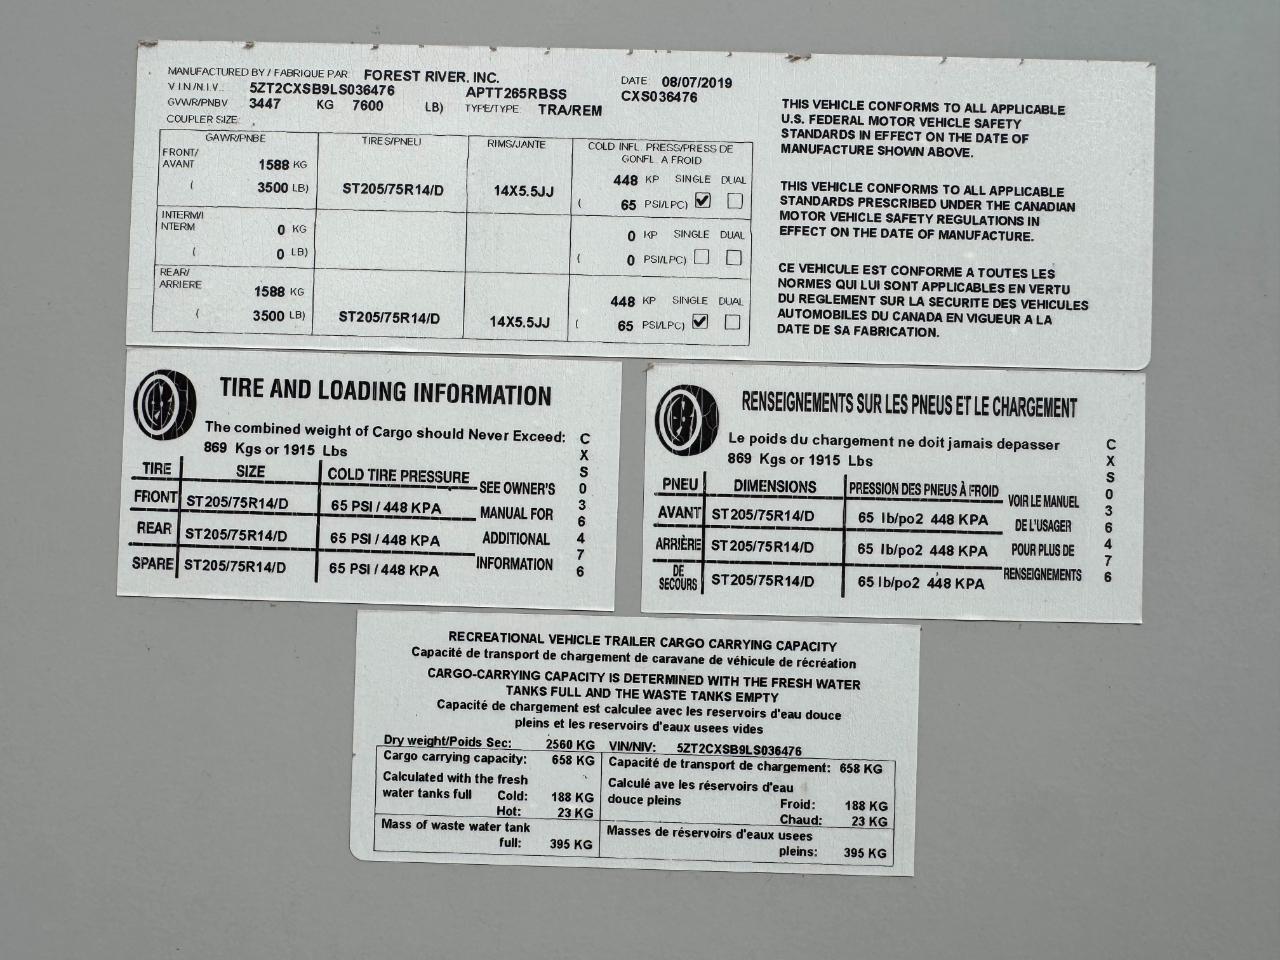 MANUFACTURED BY / FABRIQUE PAR FOREST RIVER, INC. DATE 08/07/2019
V.I.N./N.I.V.: 5ZT2CXSB9LS036476 APTT265RBSS CXS036476
GVWR/PNBV 3447 KG 7600 LB) TYPE/TYPE: TRA/REM
COUPLER SIZE:
GAWR/PNBE TIRES/PNEU RIMS/JANTE COLD INFL. PRESS/PRESS DE
GONFL A FROID
FRONT/
AVANT 1588 KG 448 KP SINGLE DUAL
( 3500 LB) ST205/75R14/D 14X5.5JJ ( 65 PSI/LPC)
INTERM/I
NTERM 0 KG 0 KP SINGLE DUAL
( 0 LB) ( 0 PSI/LPC)
REAR/
ARRIERE 1588 KG 448 KP SINGLE DUAL
( 3500 LB) ST205/75R14/D 14X5.5JJ ( 65 PSI/LPC)
THIS VEHICLE CONFORMS TO ALL APPLICABLE
U.S. FEDERAL MOTOR VEHICLE SAFETY
STANDARDS IN EFFECT ON THE DATE OF
MANUFACTURE SHOWN ABOVE.
THIS VEHICLE CONFORMS TO ALL APPLICABLE
STANDARDS PRESCRIBED UNDER THE CANADIAN
MOTOR VEHICLE SAFETY REGULATIONS IN
EFFECT ON THE DATE OF MANUFACTURE.
CE VEHICULE EST CONFORME A TOUTES LES
NORMES QUI LUI SONT APPLICABLES EN VERTU
DU REGLEMENT SUR LA SECURITE DES VEHICULES
AUTOMOBILES DU CANADA EN VIGUEUR A LA
DATE DE SA FABRICATION.
TIRE AND LOADING INFORMATION
The combined weight of Cargo should Never Exceed:
869 Kgs or 1915 Lbs
TIRE SIZE COLD TIRE PRESSURE
FRONT ST205/75R14/D 65 PSI / 448 KPA
REAR ST205/75R14/D 65 PSI / 448 KPA
SPARE ST205/75R14/D 65 PSI / 448 KPA
SEE OWNER'S
MANUAL FOR
ADDITIONAL
INFORMATION
C
X
S
0
3
6
4
7
6
RENSEIGNEMENTS SUR LES PNEUS ET LE CHARGEMENT
Le poids du chargement ne doit jamais depasser
869 Kgs or 1915 Lbs
PNEU DIMENSIONS PRESSION DES PNEUS À FROID
AVANT ST205/75R14/D 65 lb/po2 448 KPA
ARRIÈRE ST205/75R14/D 65 lb/po2 448 KPA
DE
SECOURS ST205/75R14/D 65 lb/po2 448 KPA
VOIR LE MANUEL
DE L'USAGER
POUR PLUS DE
RENSEIGNEMENTS
C
X
S
0
3
6
4
7
6
RECREATIONAL VEHICLE TRAILER CARGO CARRYING CAPACITY
Capacité de transport de chargement de caravane de véhicule de récréation
CARGO-CARRYING CAPACITY IS DETERMINED WITH THE FRESH WATER
TANKS FULL AND THE WASTE TANKS EMPTY
Capacité de chargement est calculee avec les reservoirs d'eau douce
pleins et les reservoirs d'eaux usees vides
Dry weight/Poids Sec: 2560 KG VIN/NIV: 5ZT2CXSB9LS036476
Cargo carrying capacity: 658 KG
Calculated with the fresh
water tanks full Cold: 188 KG
Hot: 23 KG
Mass of waste water tank
full: 395 KG
Capacité de transport de chargement: 658 KG
Calculé ave les réservoirs d'eau
douce pleins Froid: 188 KG
Chaud: 23 KG
Masses de réservoirs d'eaux usees
pleins: 395 KG